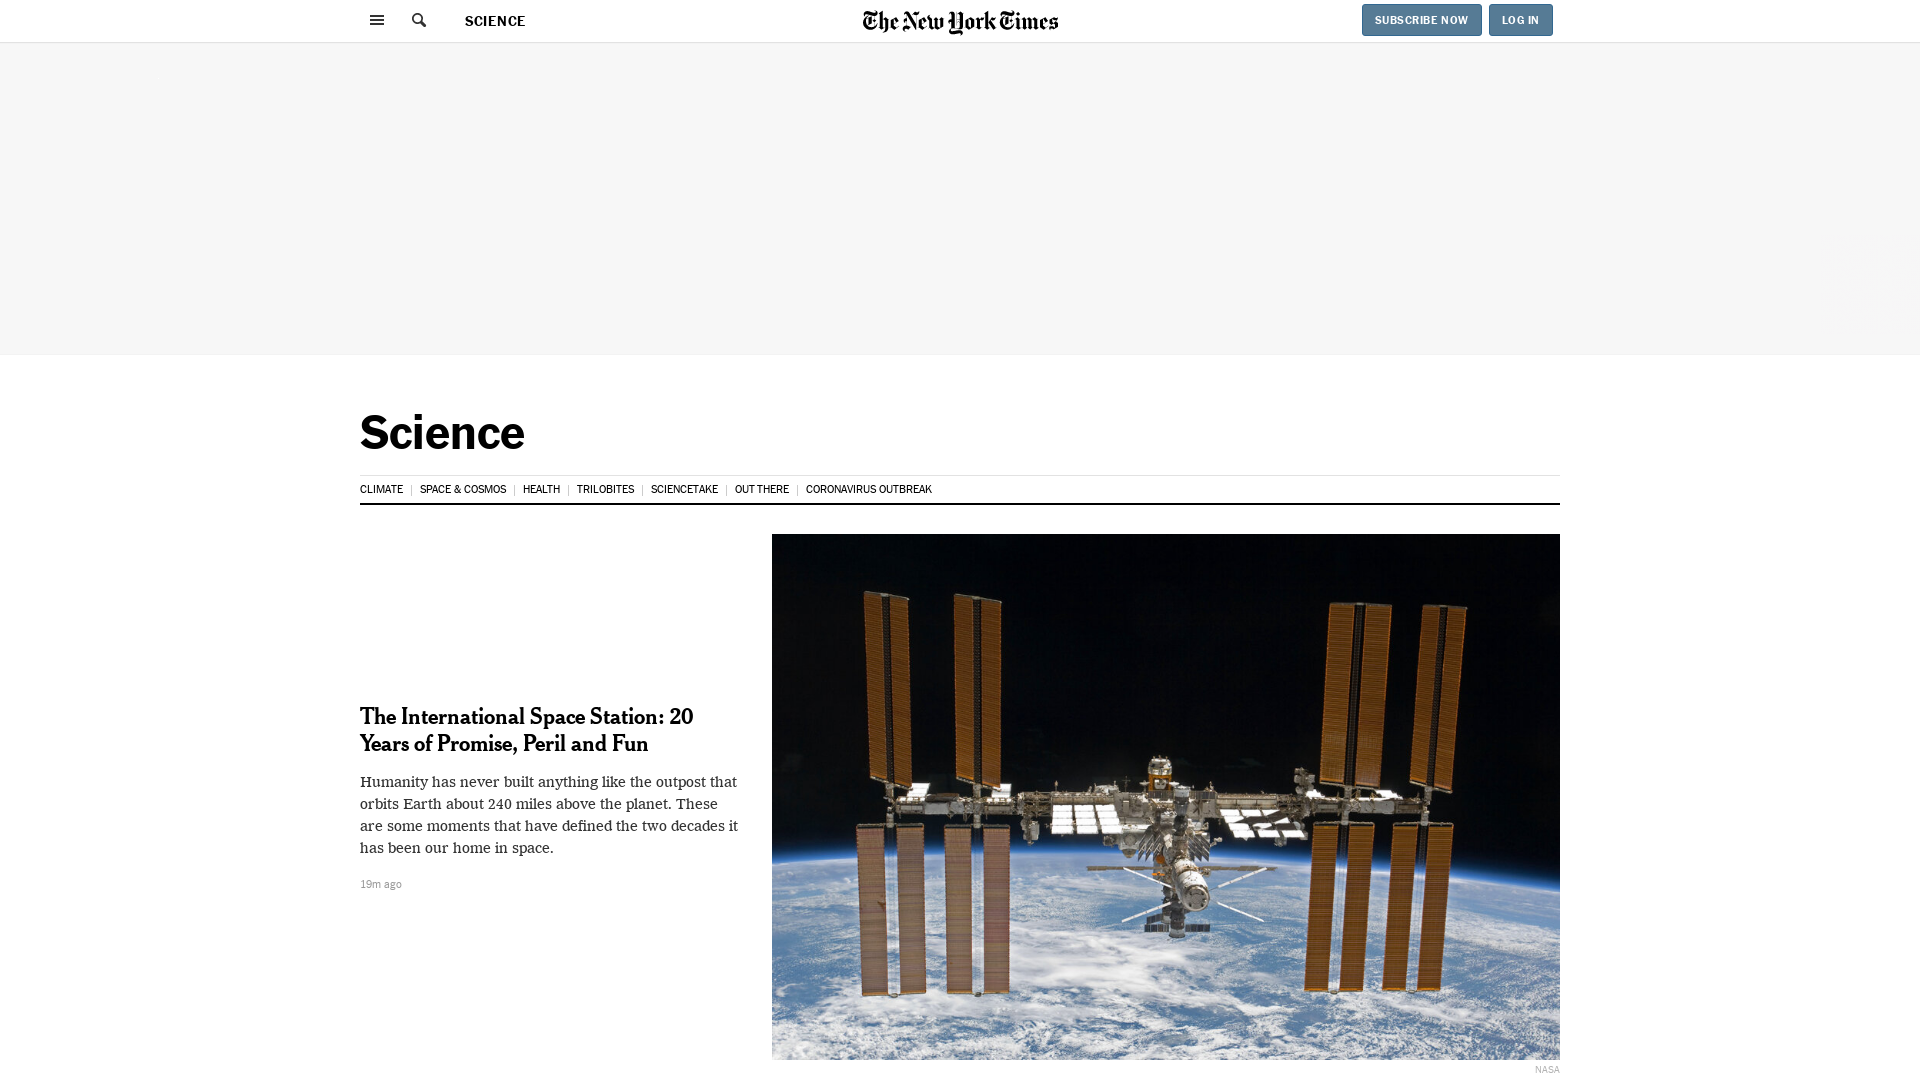 SCIENCE
The New York Times
SUBSCRIBE NOW
LOG IN
Science
CLIMATE
SPACE & COSMOS
HEALTH
TRILOBITES
SCIENCETAKE
OUT THERE
CORONAVIRUS OUTBREAK
The International Space Station: 20
Years of Promise, Peril and Fun
Humanity has never built anything like the outpost that
orbits Earth about 240 miles above the planet. These
are some moments that have defined the two decades it
has been our home in space.
19m ago
NASA